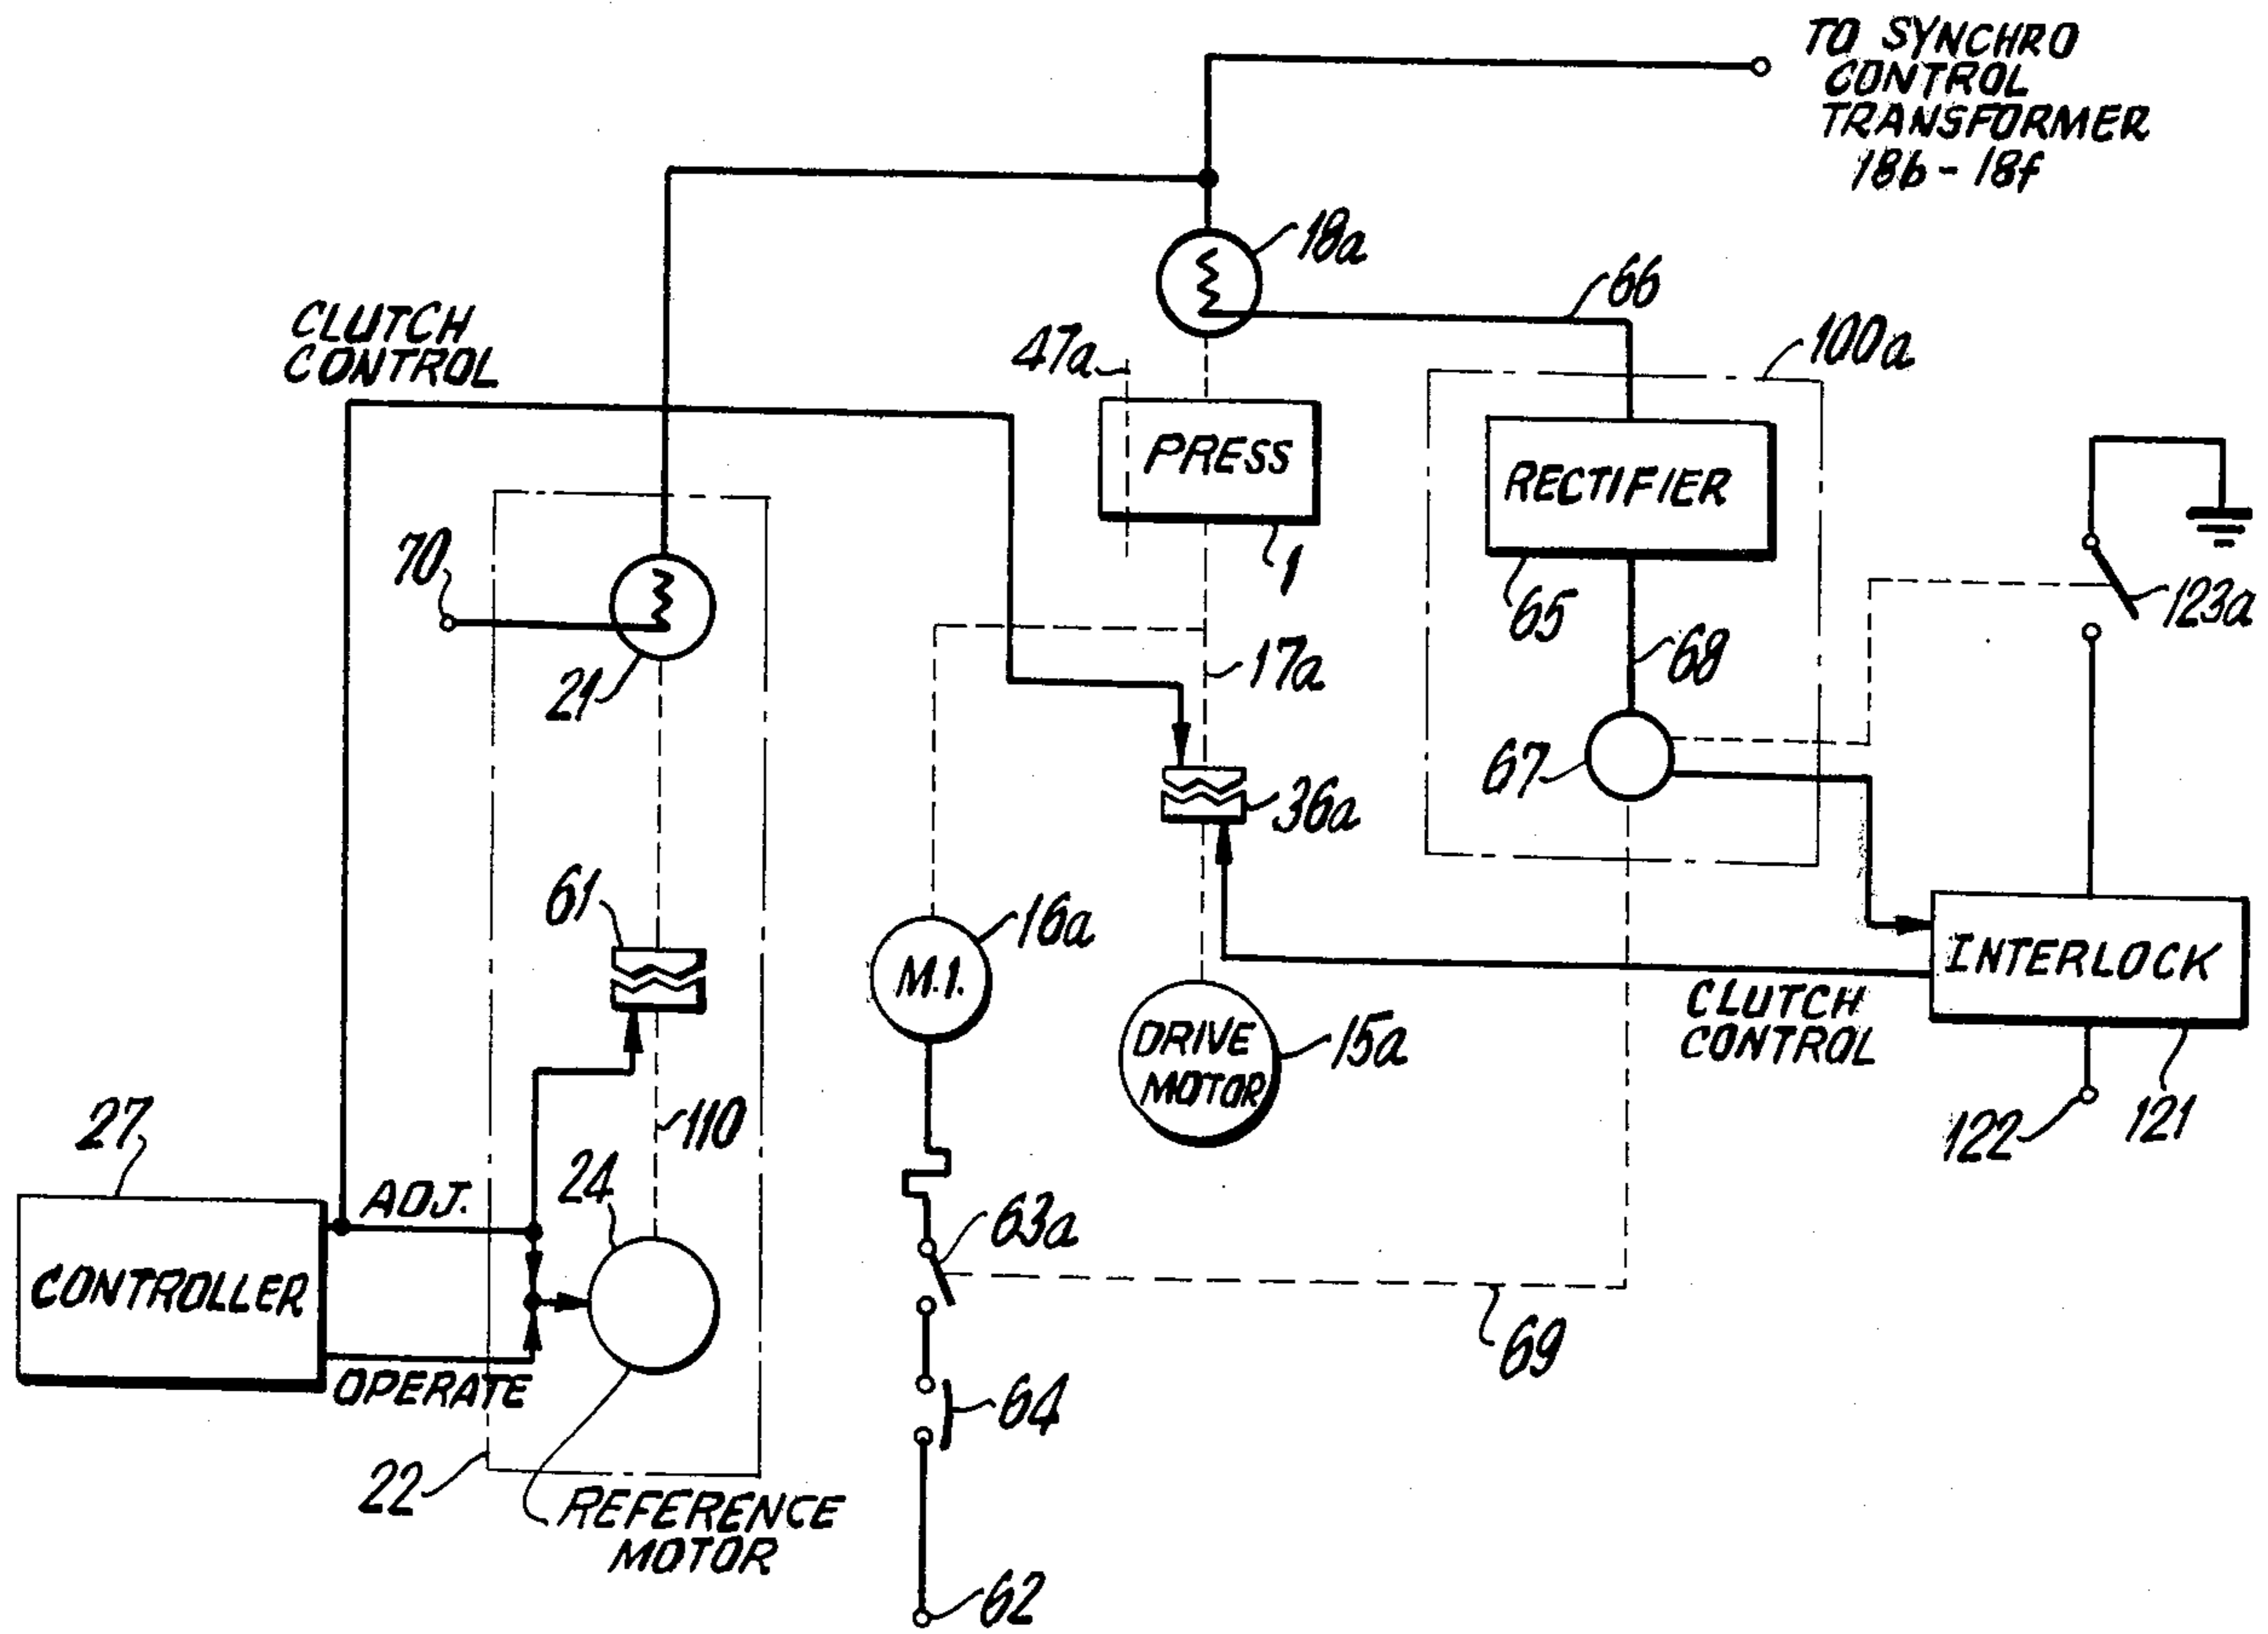 TO SYNCHRO
CONTROL
TRANSFORMER
18b - 18f
18a
66
CLUTCH
CONTROL
47a
100a
PRESS
RECTIFIER
1
70
65
123a
21
17a
68
67
36a
61
16a
M.I.
INTERLOCK
DRIVE
MOTOR
15a
CLUTCH
CONTROL
122
121
27
110
ADJ.
24
63a
CONTROLLER
69
OPERATE
64
22
REFERENCE
MOTOR
62